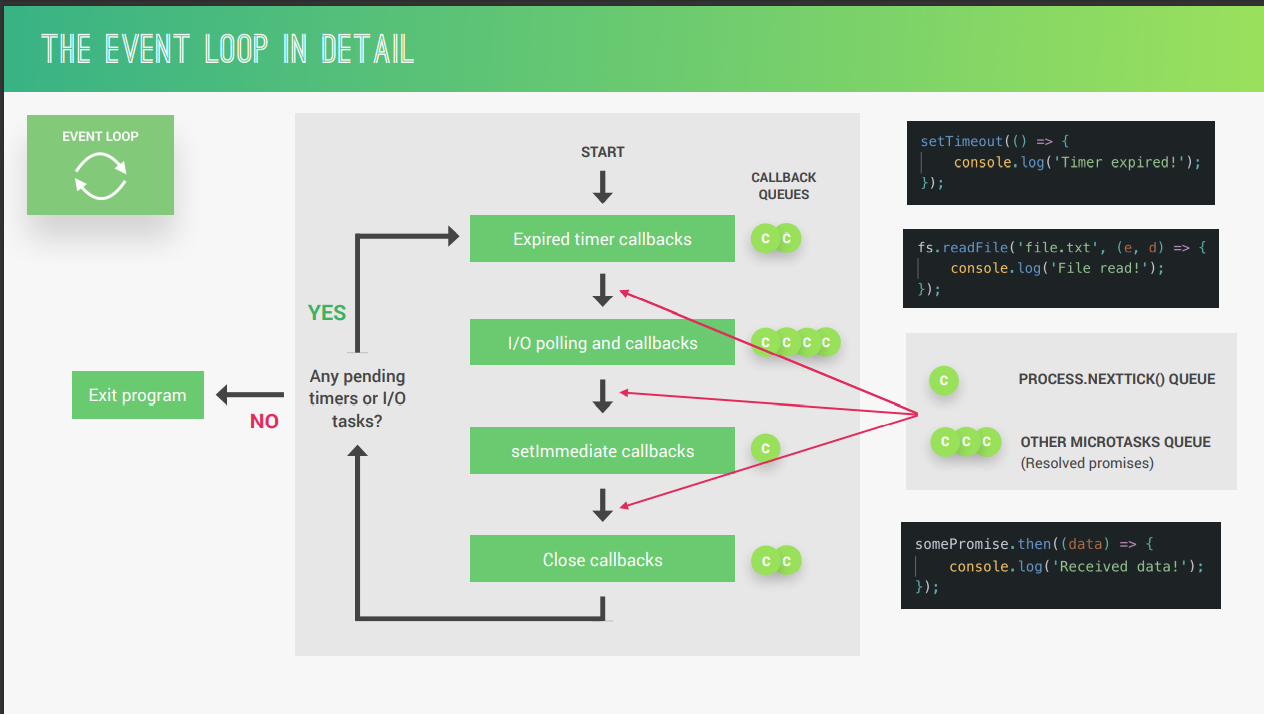 THE EVENT LOOP IN DETAIL
EVENT LOOP
START
CALLBACK
QUEUES
Expired timer callbacks
C C
I/O polling and callbacks
C C C C
setImmediate callbacks
C
Close callbacks
C C
YES
Any pending
timers or I/O
tasks?
NO
Exit program
setTimeout(() => {
    console.log('Timer expired!');
});
fs.readFile('file.txt', (e, d) => {
    console.log('File read!');
});
C
PROCESS.NEXTTICK() QUEUE
C C C
OTHER MICROTASKS QUEUE
(Resolved promises)
somePromise.then((data) => {
    console.log('Received data!');
});